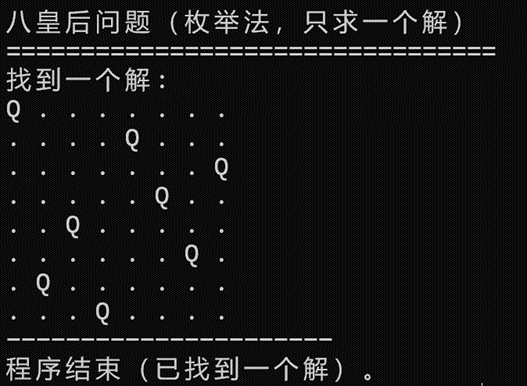 八皇后问题（枚举法，只求一个解）
=================================
找到一个解：
Q . . . . . . .
. . . . Q . . .
. . . . . . . Q
. . . . . Q . .
. . Q . . . . .
. . . . . . Q .
. Q . . . . . .
. . . Q . . . .
----------------------
程序结束（已找到一个解）。